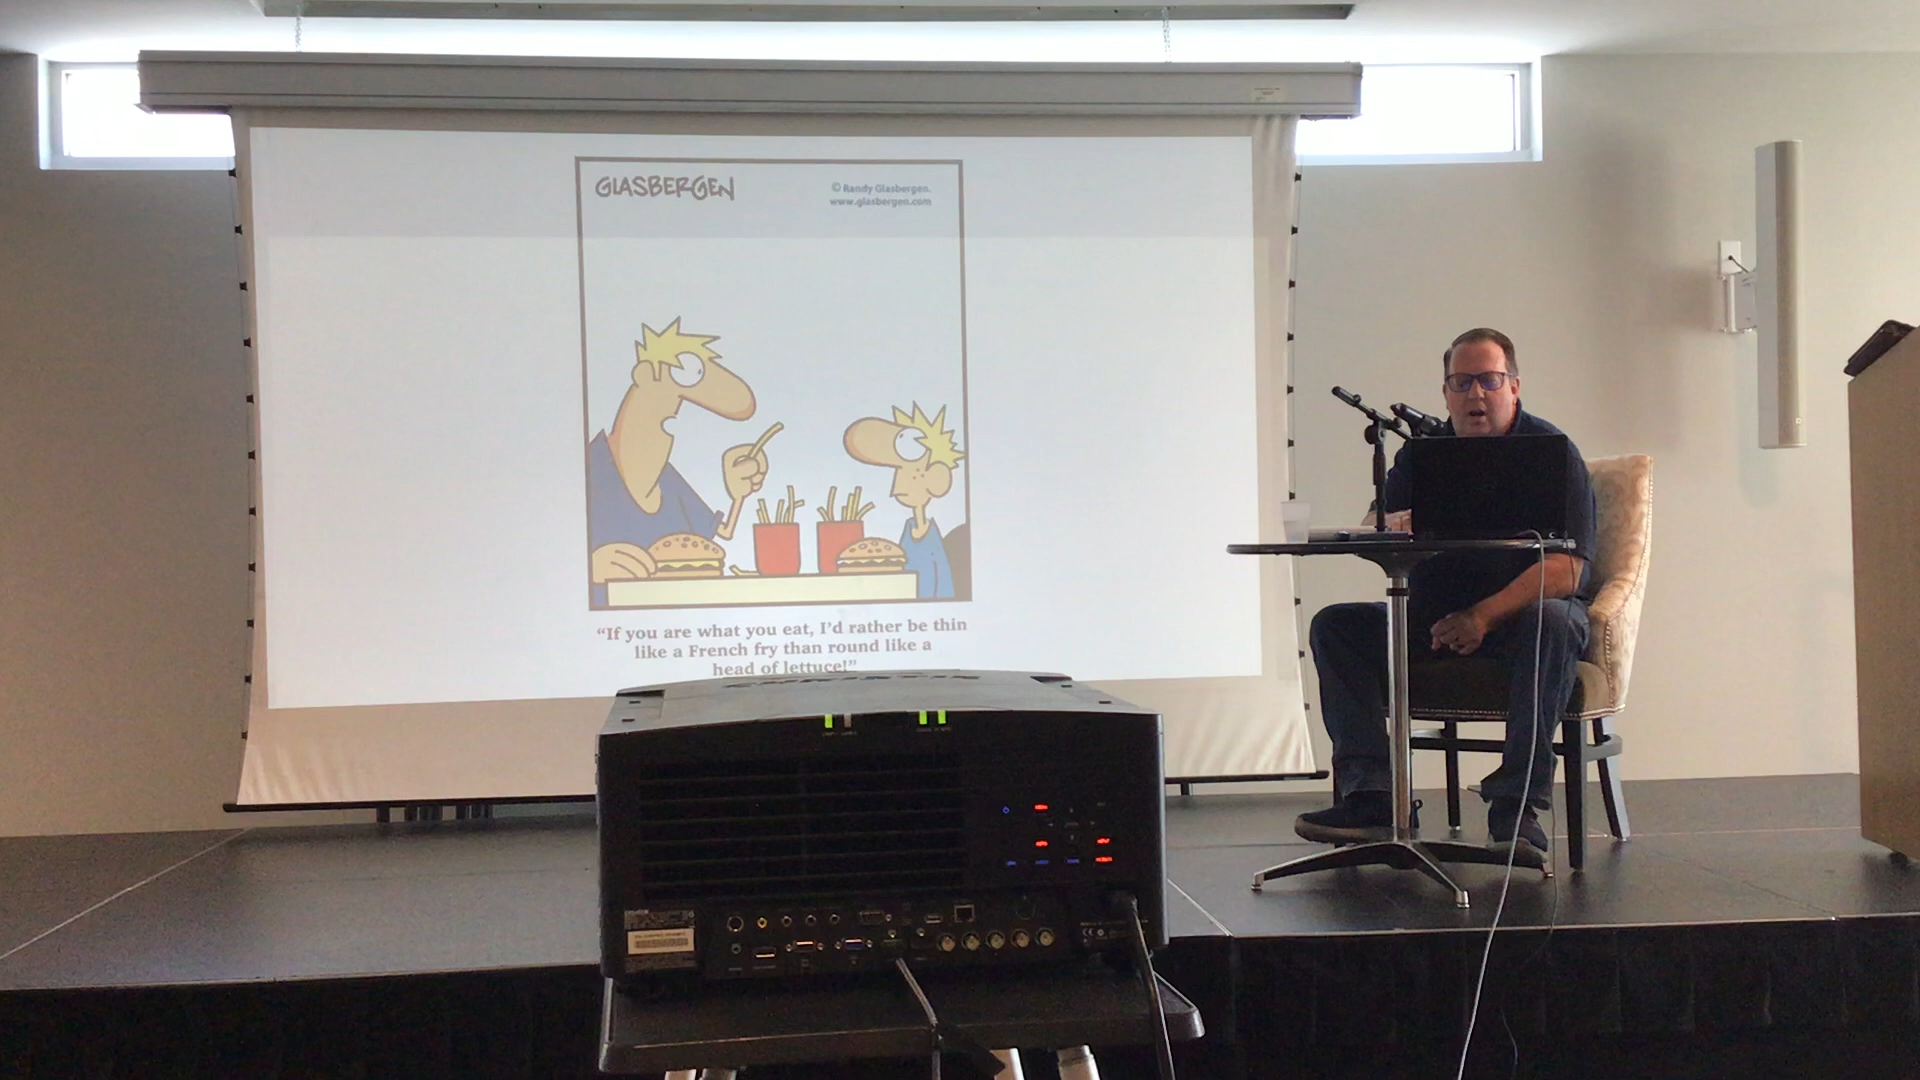 GLASBERGEN
© Randy Glasbergen.
www.glasbergen.com
“If you are what you eat, I’d rather be thin
like a French fry than round like a
head of lettuce!”
CHRISTIE